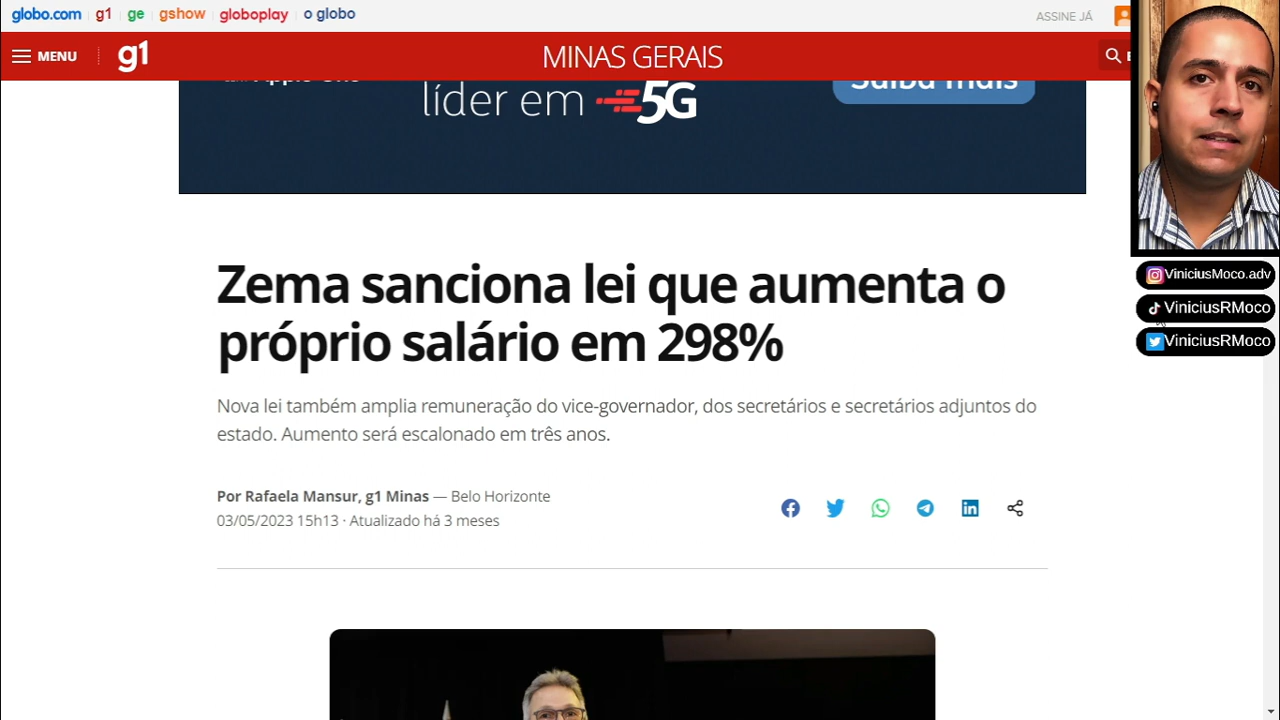 globo.com g1 ge gshow globoplay o globo
ASSINE JÁ
MENU
g1
MINAS GERAIS
líder em 5G
Saiba mais
Zema sanciona lei que aumenta o
próprio salário em 298%
Nova lei também amplia remuneração do vice-governador, dos secretários e secretários adjuntos do
estado. Aumento será escalonado em três anos.
Por Rafaela Mansur, g1 Minas — Belo Horizonte
03/05/2023 15h13 · Atualizado há 3 meses
ViniciusMoco.adv
ViniciusRMoco
ViniciusRMoco